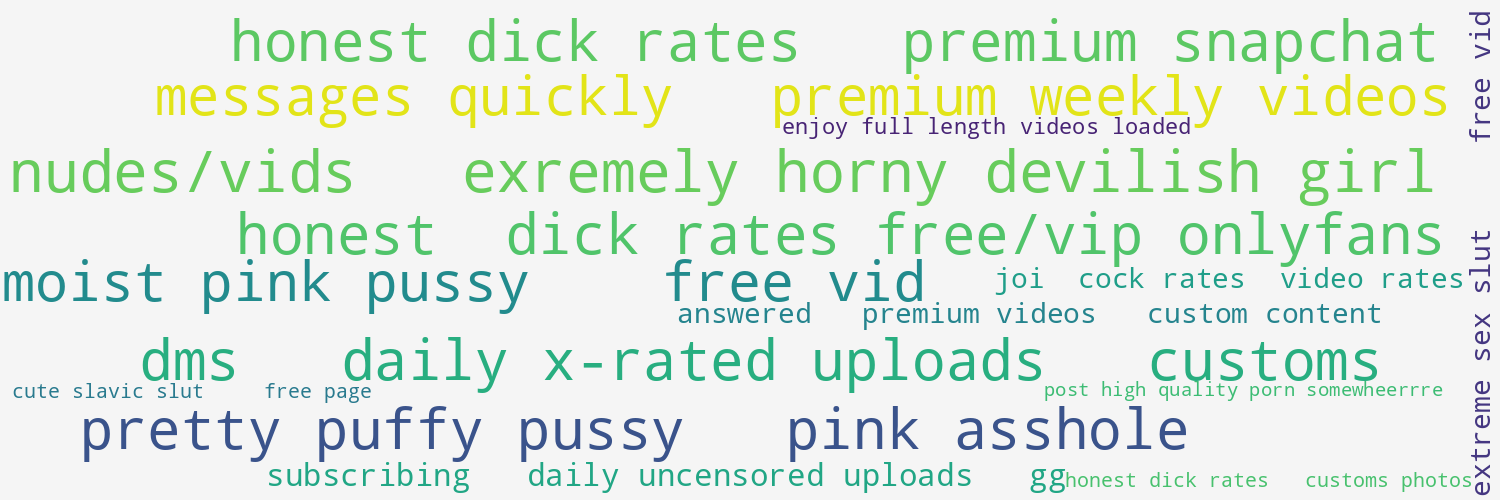 honest dick rates premium snapchat
messages quickly premium weekly videos
enjoy full length videos loaded
nudes/vids exremely horny devilish girl
honest dick rates free/vip onlyfans
moist pink pussy free vid joi cock rates video rates
answered premium videos custom content
dms daily x-rated uploads customs
cute slavic slut free page post high quality porn somewheerrre
pretty puffy pussy pink asshole
subscribing daily uncensored uploads gg honest dick rates customs photos
free vid
extreme sex slut